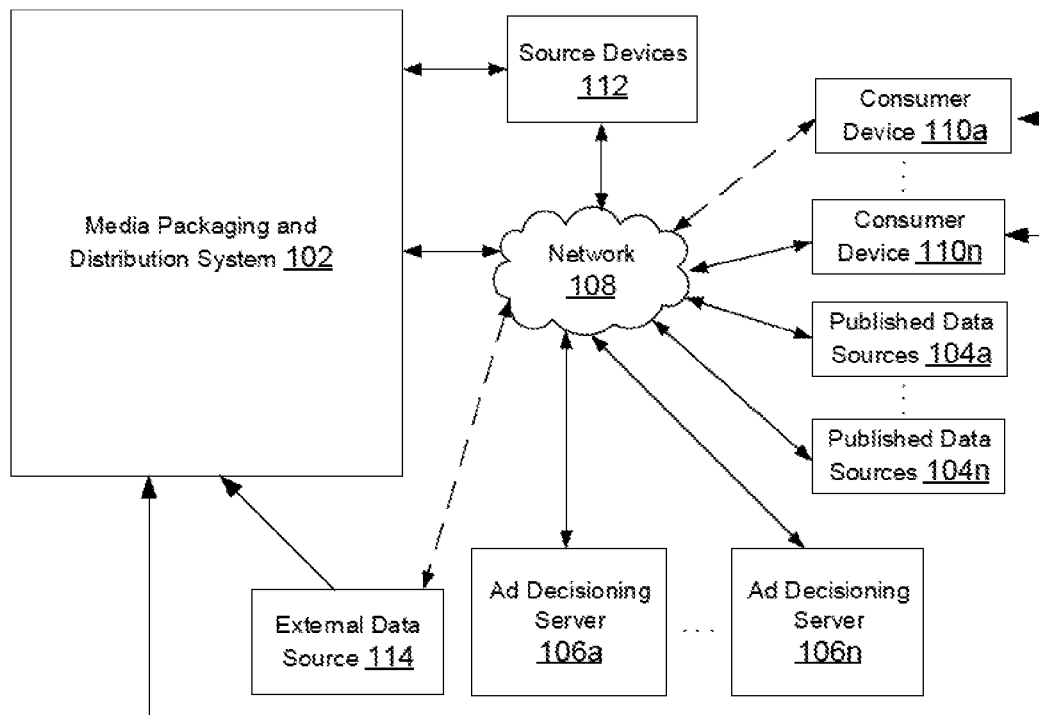 Source Devices
112
Consumer
Device 110a
Media Packaging and
Distribution System 102
Network
108
Consumer
Device 110n
Published Data
Sources 104a
Published Data
Sources 104n
External Data
Source 114
Ad Decisioning
Server
106a
Ad Decisioning
Server
106n